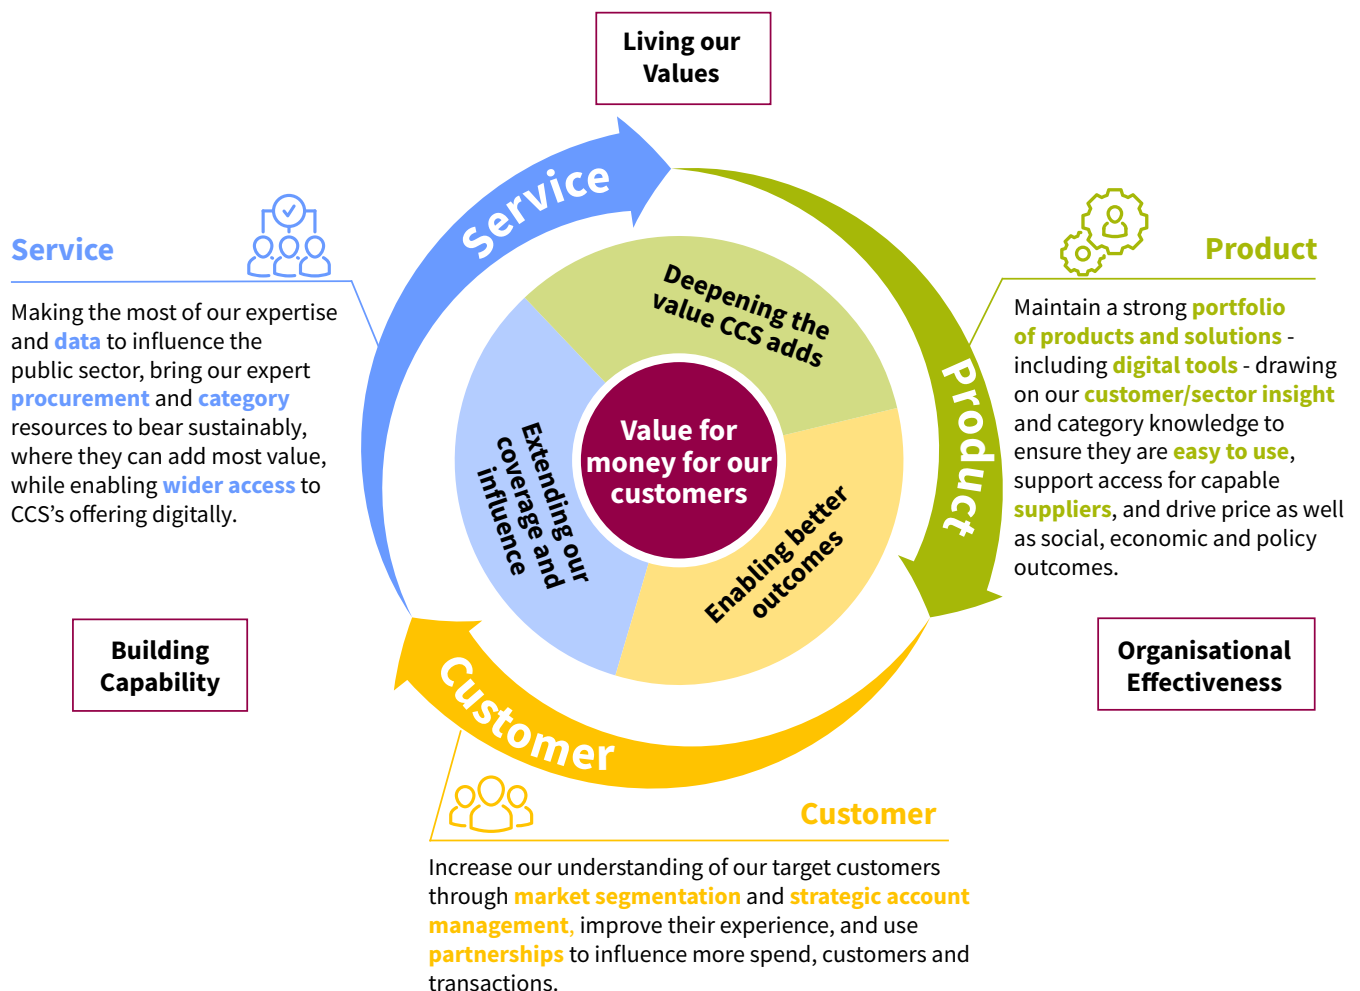 Living our
Values
Service
Product
Customer
Deepening the
value CCS adds
Extending our
coverage and
influence
Enabling better
outcomes
Value for
money for our
customers
Service
Making the most of our expertise
and data to influence the
public sector, bring our expert
procurement and category
resources to bear sustainably,
where they can add most value,
while enabling wider access to
CCS’s offering digitally.
Product
Maintain a strong portfolio
of products and solutions -
including digital tools - drawing
on our customer/sector insight
and category knowledge to
ensure they are easy to use,
support access for capable
suppliers, and drive price as well
as social, economic and policy
outcomes.
Building
Capability
Organisational
Effectiveness
Customer
Increase our understanding of our target customers
through market segmentation and strategic account
management, improve their experience, and use
partnerships to influence more spend, customers and
transactions.